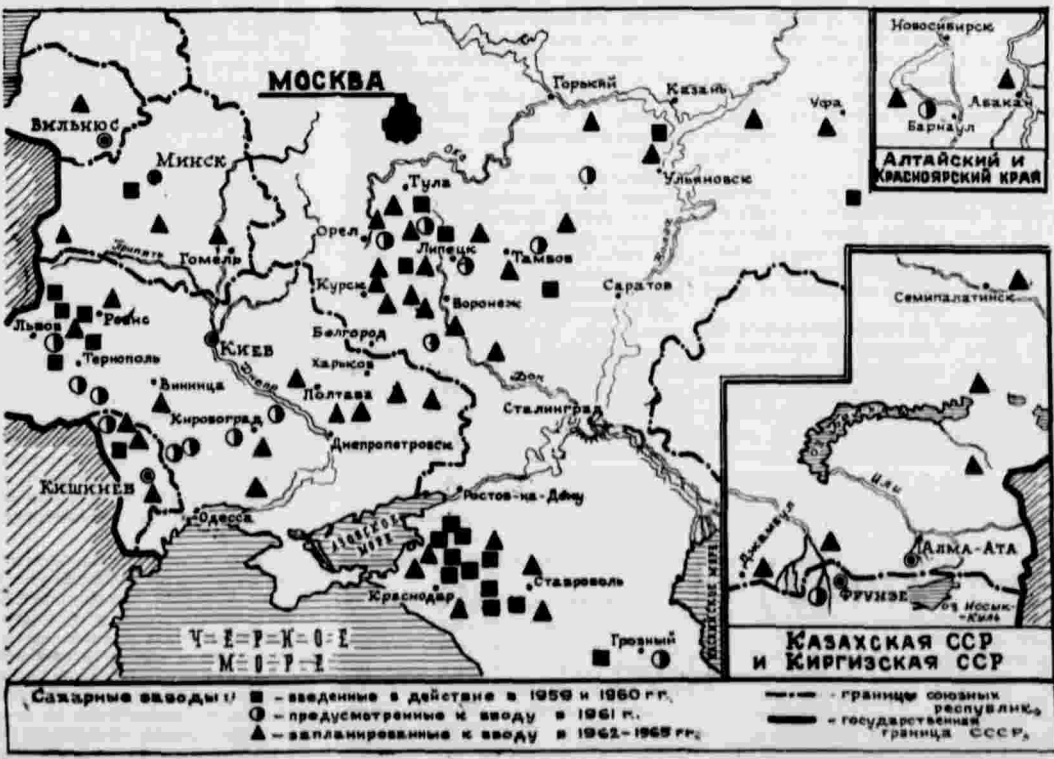 МОСКВА
Вильнюс
Минск
Горький
Казань
Уфа
Ульяновск
Ока
Тула
Орел
Липецк
Тамбов
Гомель
Припять
Курск
Воронеж
Саратов
Белгород
Львов
Тернополь
Киев
Днепр
Харьков
Полтава
Дон
Сталинград
Винница
Кировоград
Днепропетровск
Кишинев
Одесса
Ростов-на-Дону
АЗОВСКОЕ
МОРЕ
Краснодар
Ставрополь
Грозный
ЧЕРНОЕ
МОРЕ
КАСПИЙСКОЕ МОРЕ
Новосибирск
Абакан
Барнаул
Алтайский и
Красноярский край
Семипалатинск
Или
Джамбул
Алма-Ата
Фрунзе
оз Иссык-
Куль
Казахская ССР
и Киргизская ССР
Сахарные заводы:
- введенные в действие в 1959 и 1960 гг.
- предусмотренные к вводу в 1961 г.
- запланированные к вводу в 1962-1965 гг.
- границы союзных
республик,
- государственная
граница СССР.